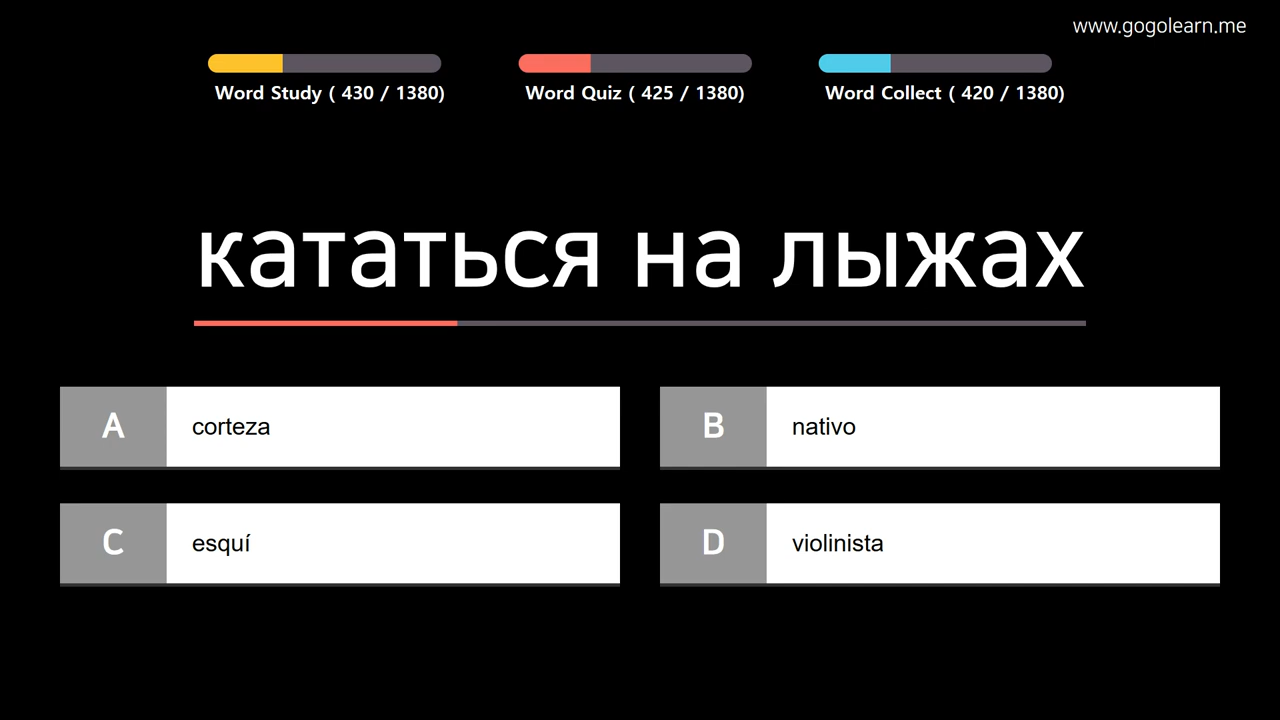 www.gogolearn.me
Word Study ( 430 / 1380)
Word Quiz ( 425 / 1380)
Word Collect ( 420 / 1380)
кататься на лыжах
A corteza
B nativo
C esquí
D violinista